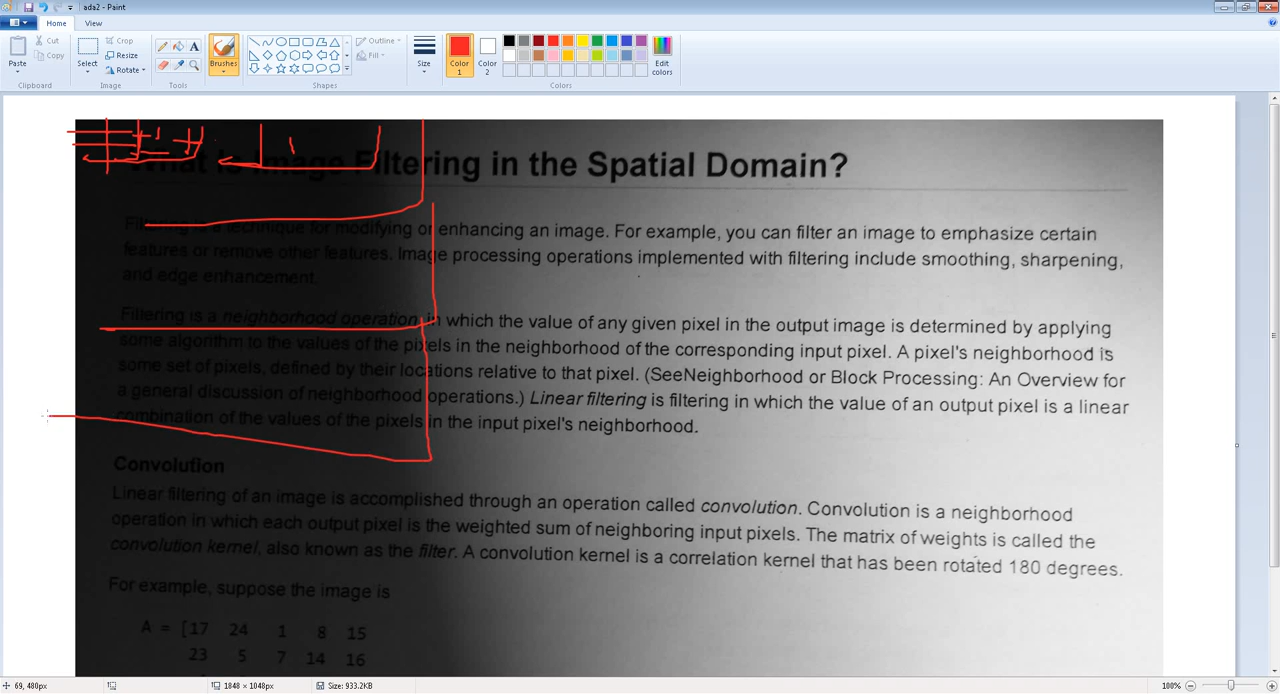 ada2 - Paint
Home View
Paste
Cut
Copy
Clipboard
Select
Crop
Resize
Rotate
Image
A
Tools
Brushes
Shapes
Outline
Fill
Size
Color 1
Color 2
Edit colors
Colors
What is Image Filtering in the Spatial Domain?
Filtering is a technique for modifying or enhancing an image. For example, you can filter an image to emphasize certain
features or remove other features. Image processing operations implemented with filtering include smoothing, sharpening,
and edge enhancement.
Filtering is a neighborhood operation, in which the value of any given pixel in the output image is determined by applying
some algorithm to the values of the pixels in the neighborhood of the corresponding input pixel. A pixel's neighborhood is
some set of pixels, defined by their locations relative to that pixel. (SeeNeighborhood or Block Processing: An Overview for
a general discussion of neighborhood operations.) Linear filtering is filtering in which the value of an output pixel is a linear
combination of the values of the pixels in the input pixel's neighborhood.
Convolution
Linear filtering of an image is accomplished through an operation called convolution. Convolution is a neighborhood
operation in which each output pixel is the weighted sum of neighboring input pixels. The matrix of weights is called the
convolution kernel, also known as the filter. A convolution kernel is a correlation kernel that has been rotated 180 degrees.
For example, suppose the image is
A = [17 24 1 8 15
23 5 7 14 16
69, 480px 1848 × 1048px Size: 933.2KB 100%